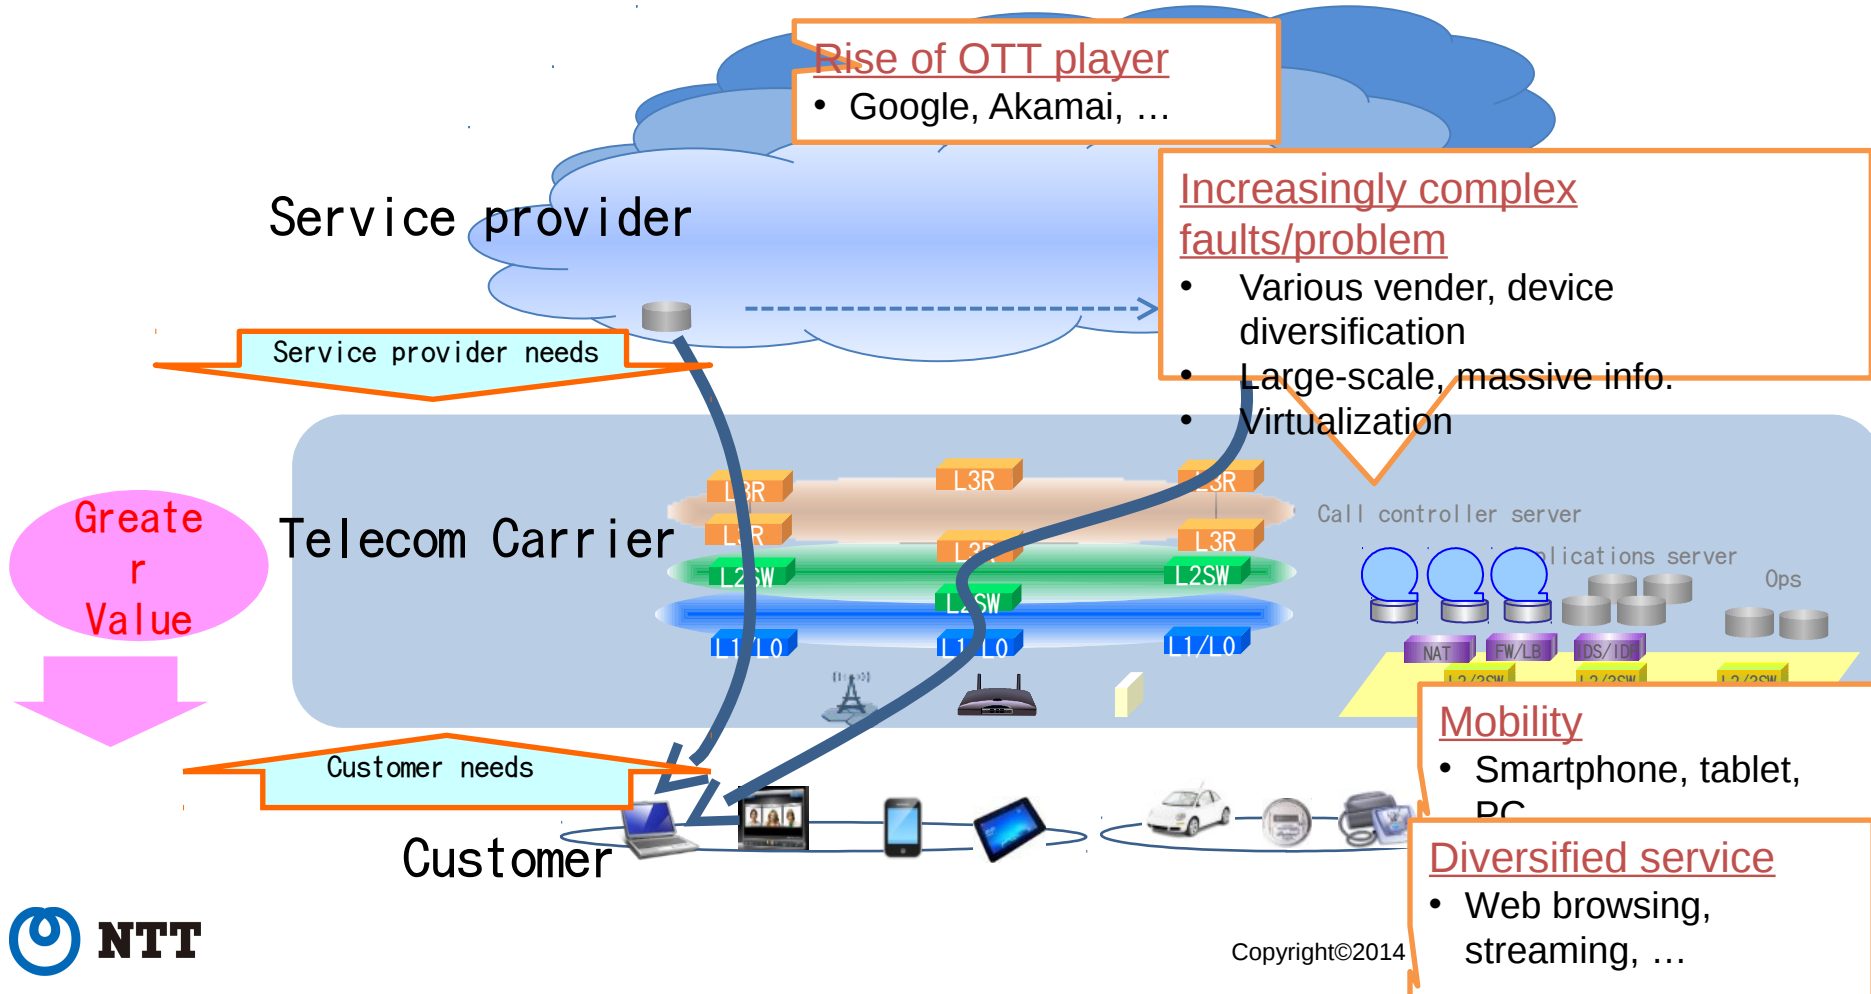 Rise of OTT player
• Google, Akamai, …
Increasingly complex
faults/problem
• Various vender, device
diversification
• Large-scale, massive info.
• Virtualization
Service provider
Service provider needs
Greate
r
Value
Telecom Carrier
L3R
L3R
L3R
L3R
L3R
L3R
L2SW
L2SW
L2SW
L1/L0
L1/L0
L1/L0
Call controller server
plications server
Ops
NAT
FW/LB
IDS/IDP
L2/3SW
L2/3SW
L2/3SW
Customer needs
Customer
Mobility
• Smartphone, tablet,
PC
Diversified service
• Web browsing,
streaming, …
NTT
Copyright©2014